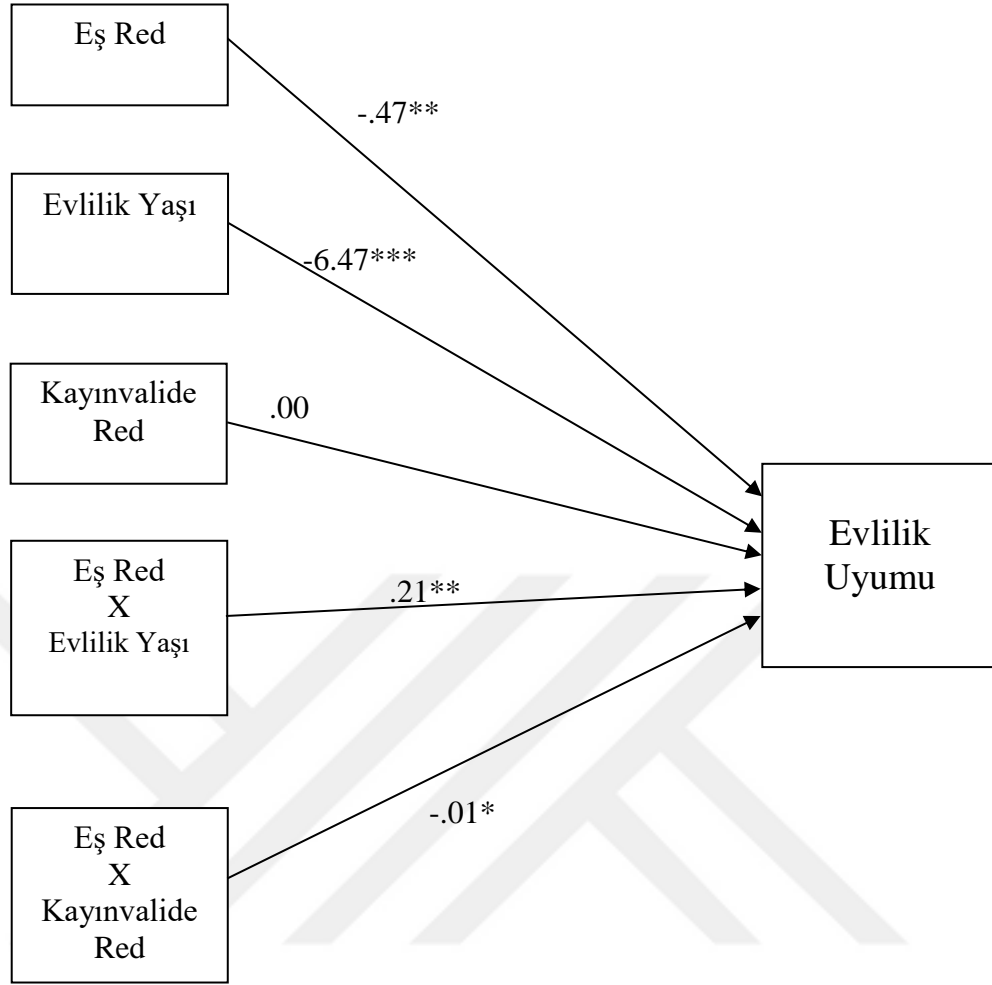 Eş Red
-.47**
Evlilik Yaşı
-6.47***
Kayınvalide
Red
.00
Eş Red
X
Evlilik Yaşı
.21**
Evlilik
Uyumu
Eş Red
X
Kayınvalide
Red
-.01*